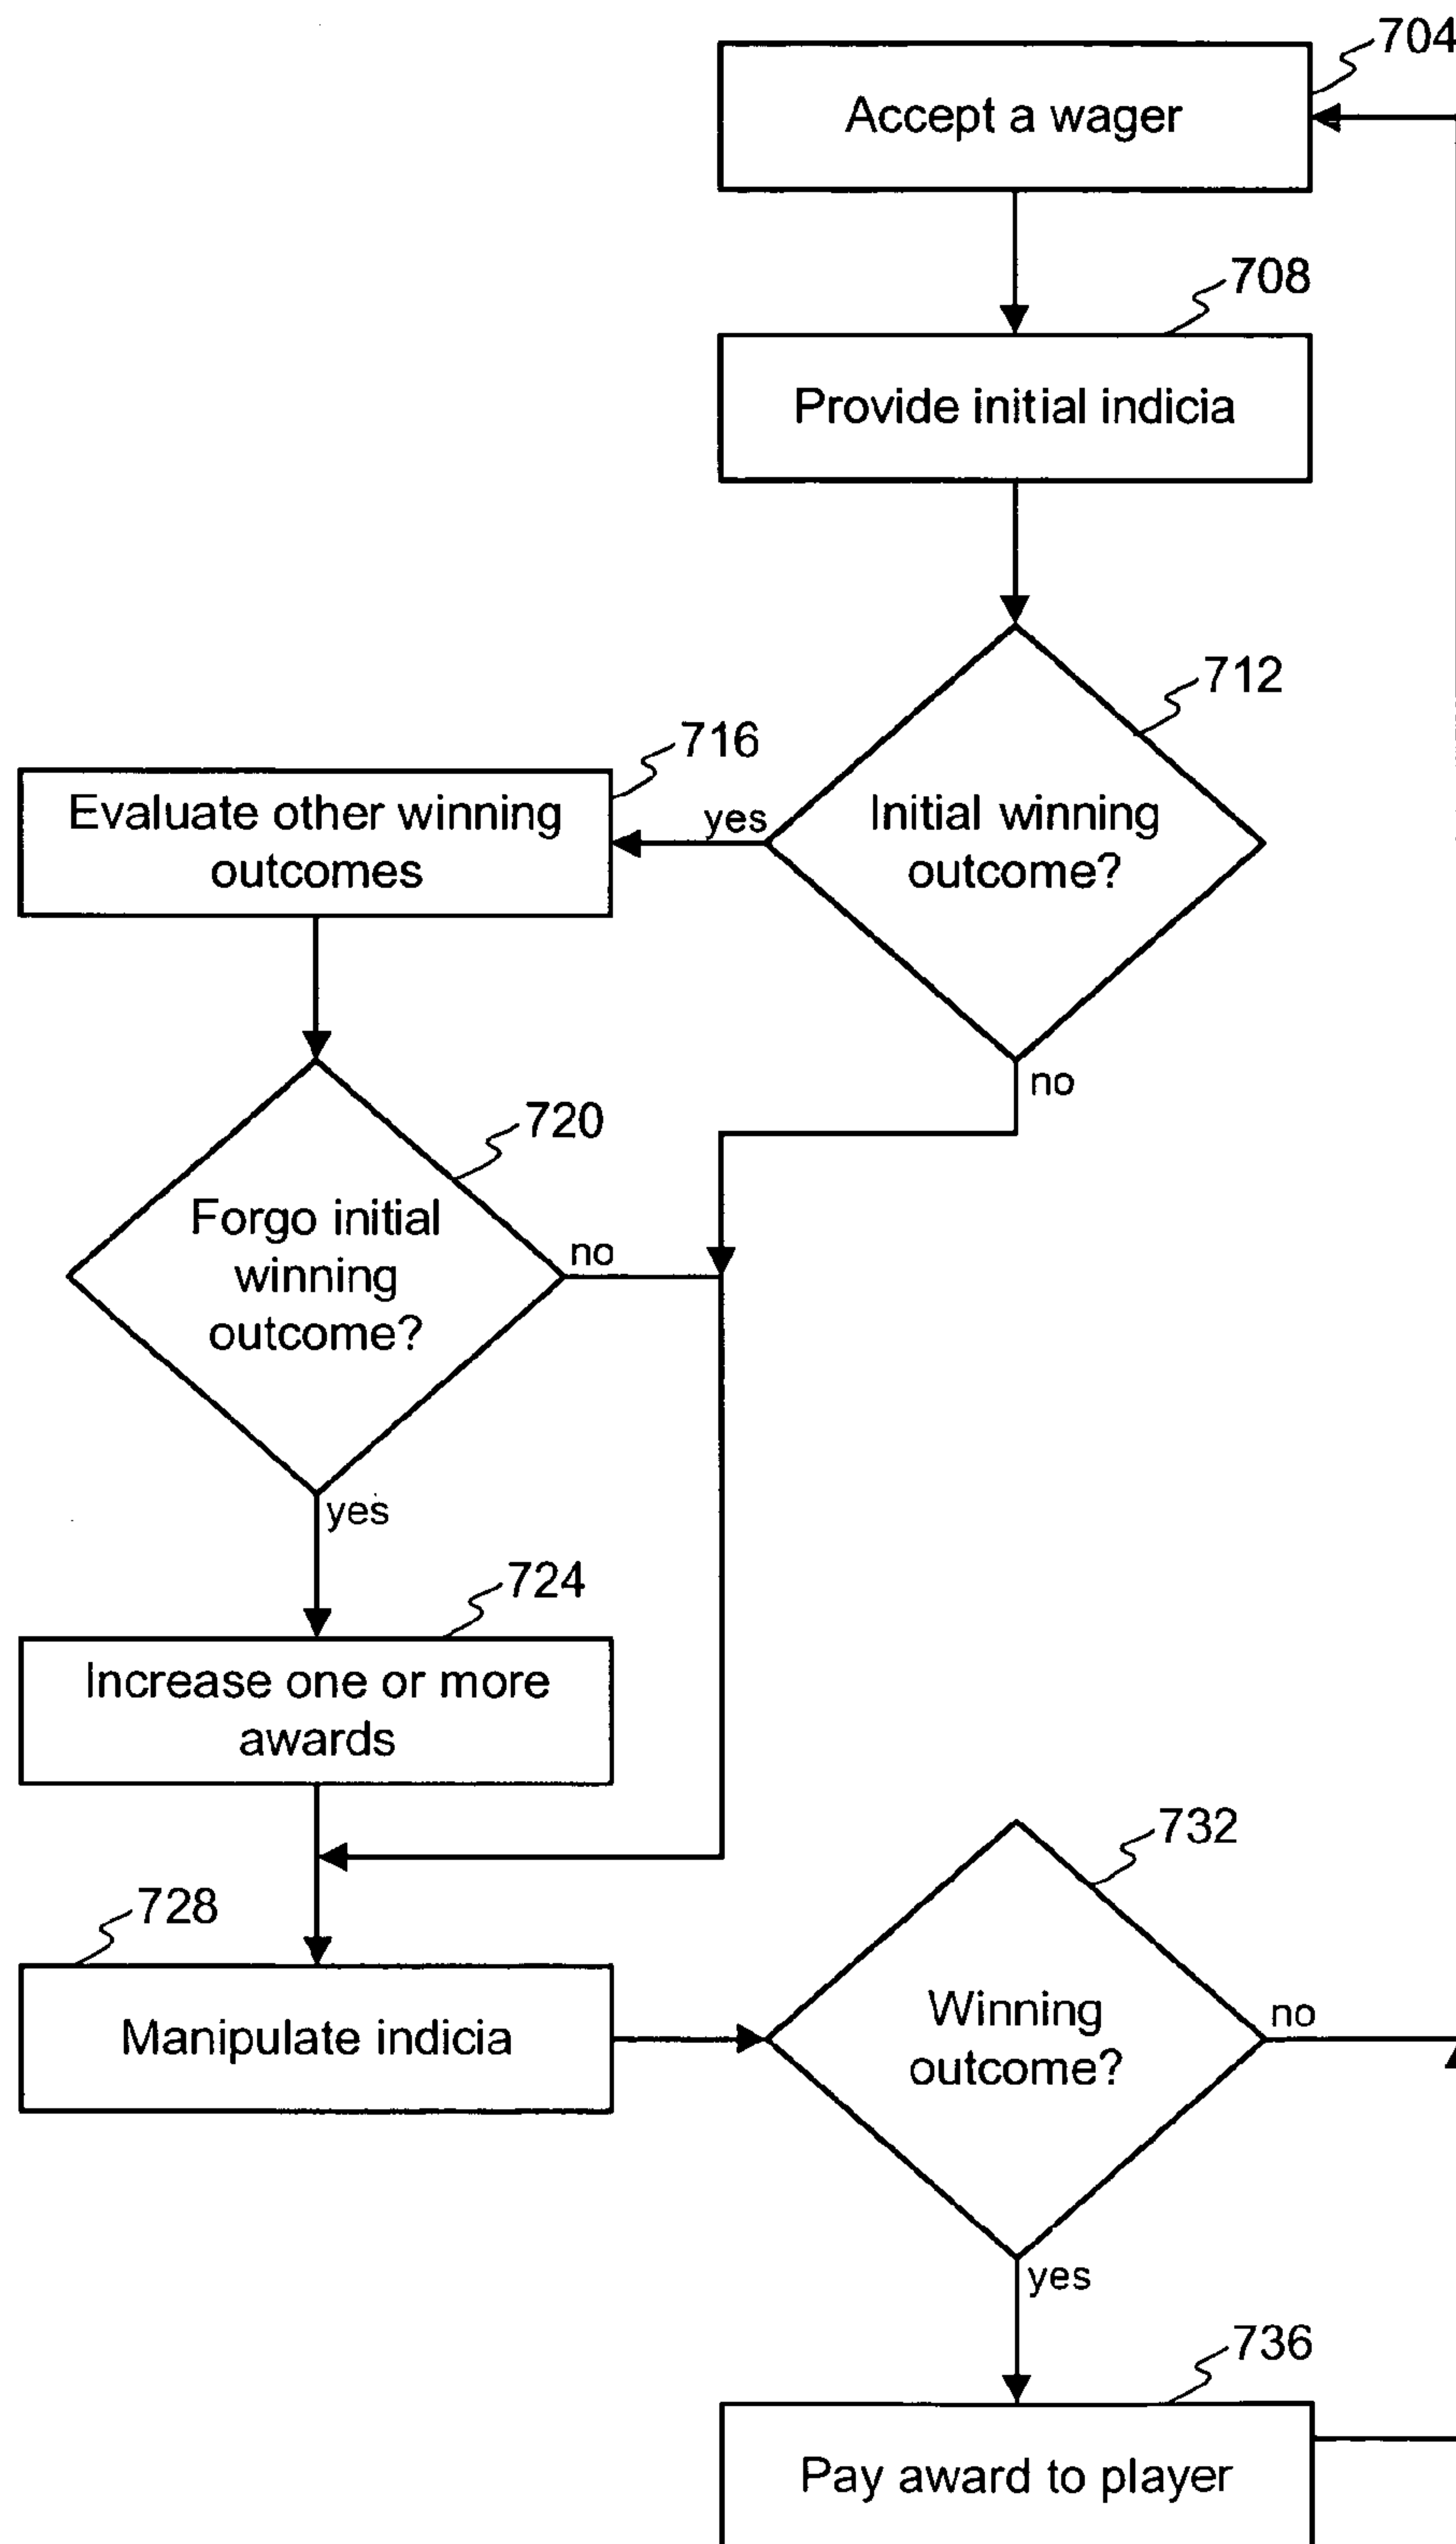 704
Accept a wager
708
Provide initial indicia
712
Initial winning
outcome?
yes
no
716
Evaluate other winning
outcomes
720
Forgo initial
winning
outcome?
no
yes
724
Increase one or more
awards
728
Manipulate indicia
732
Winning
outcome?
no
yes
736
Pay award to player